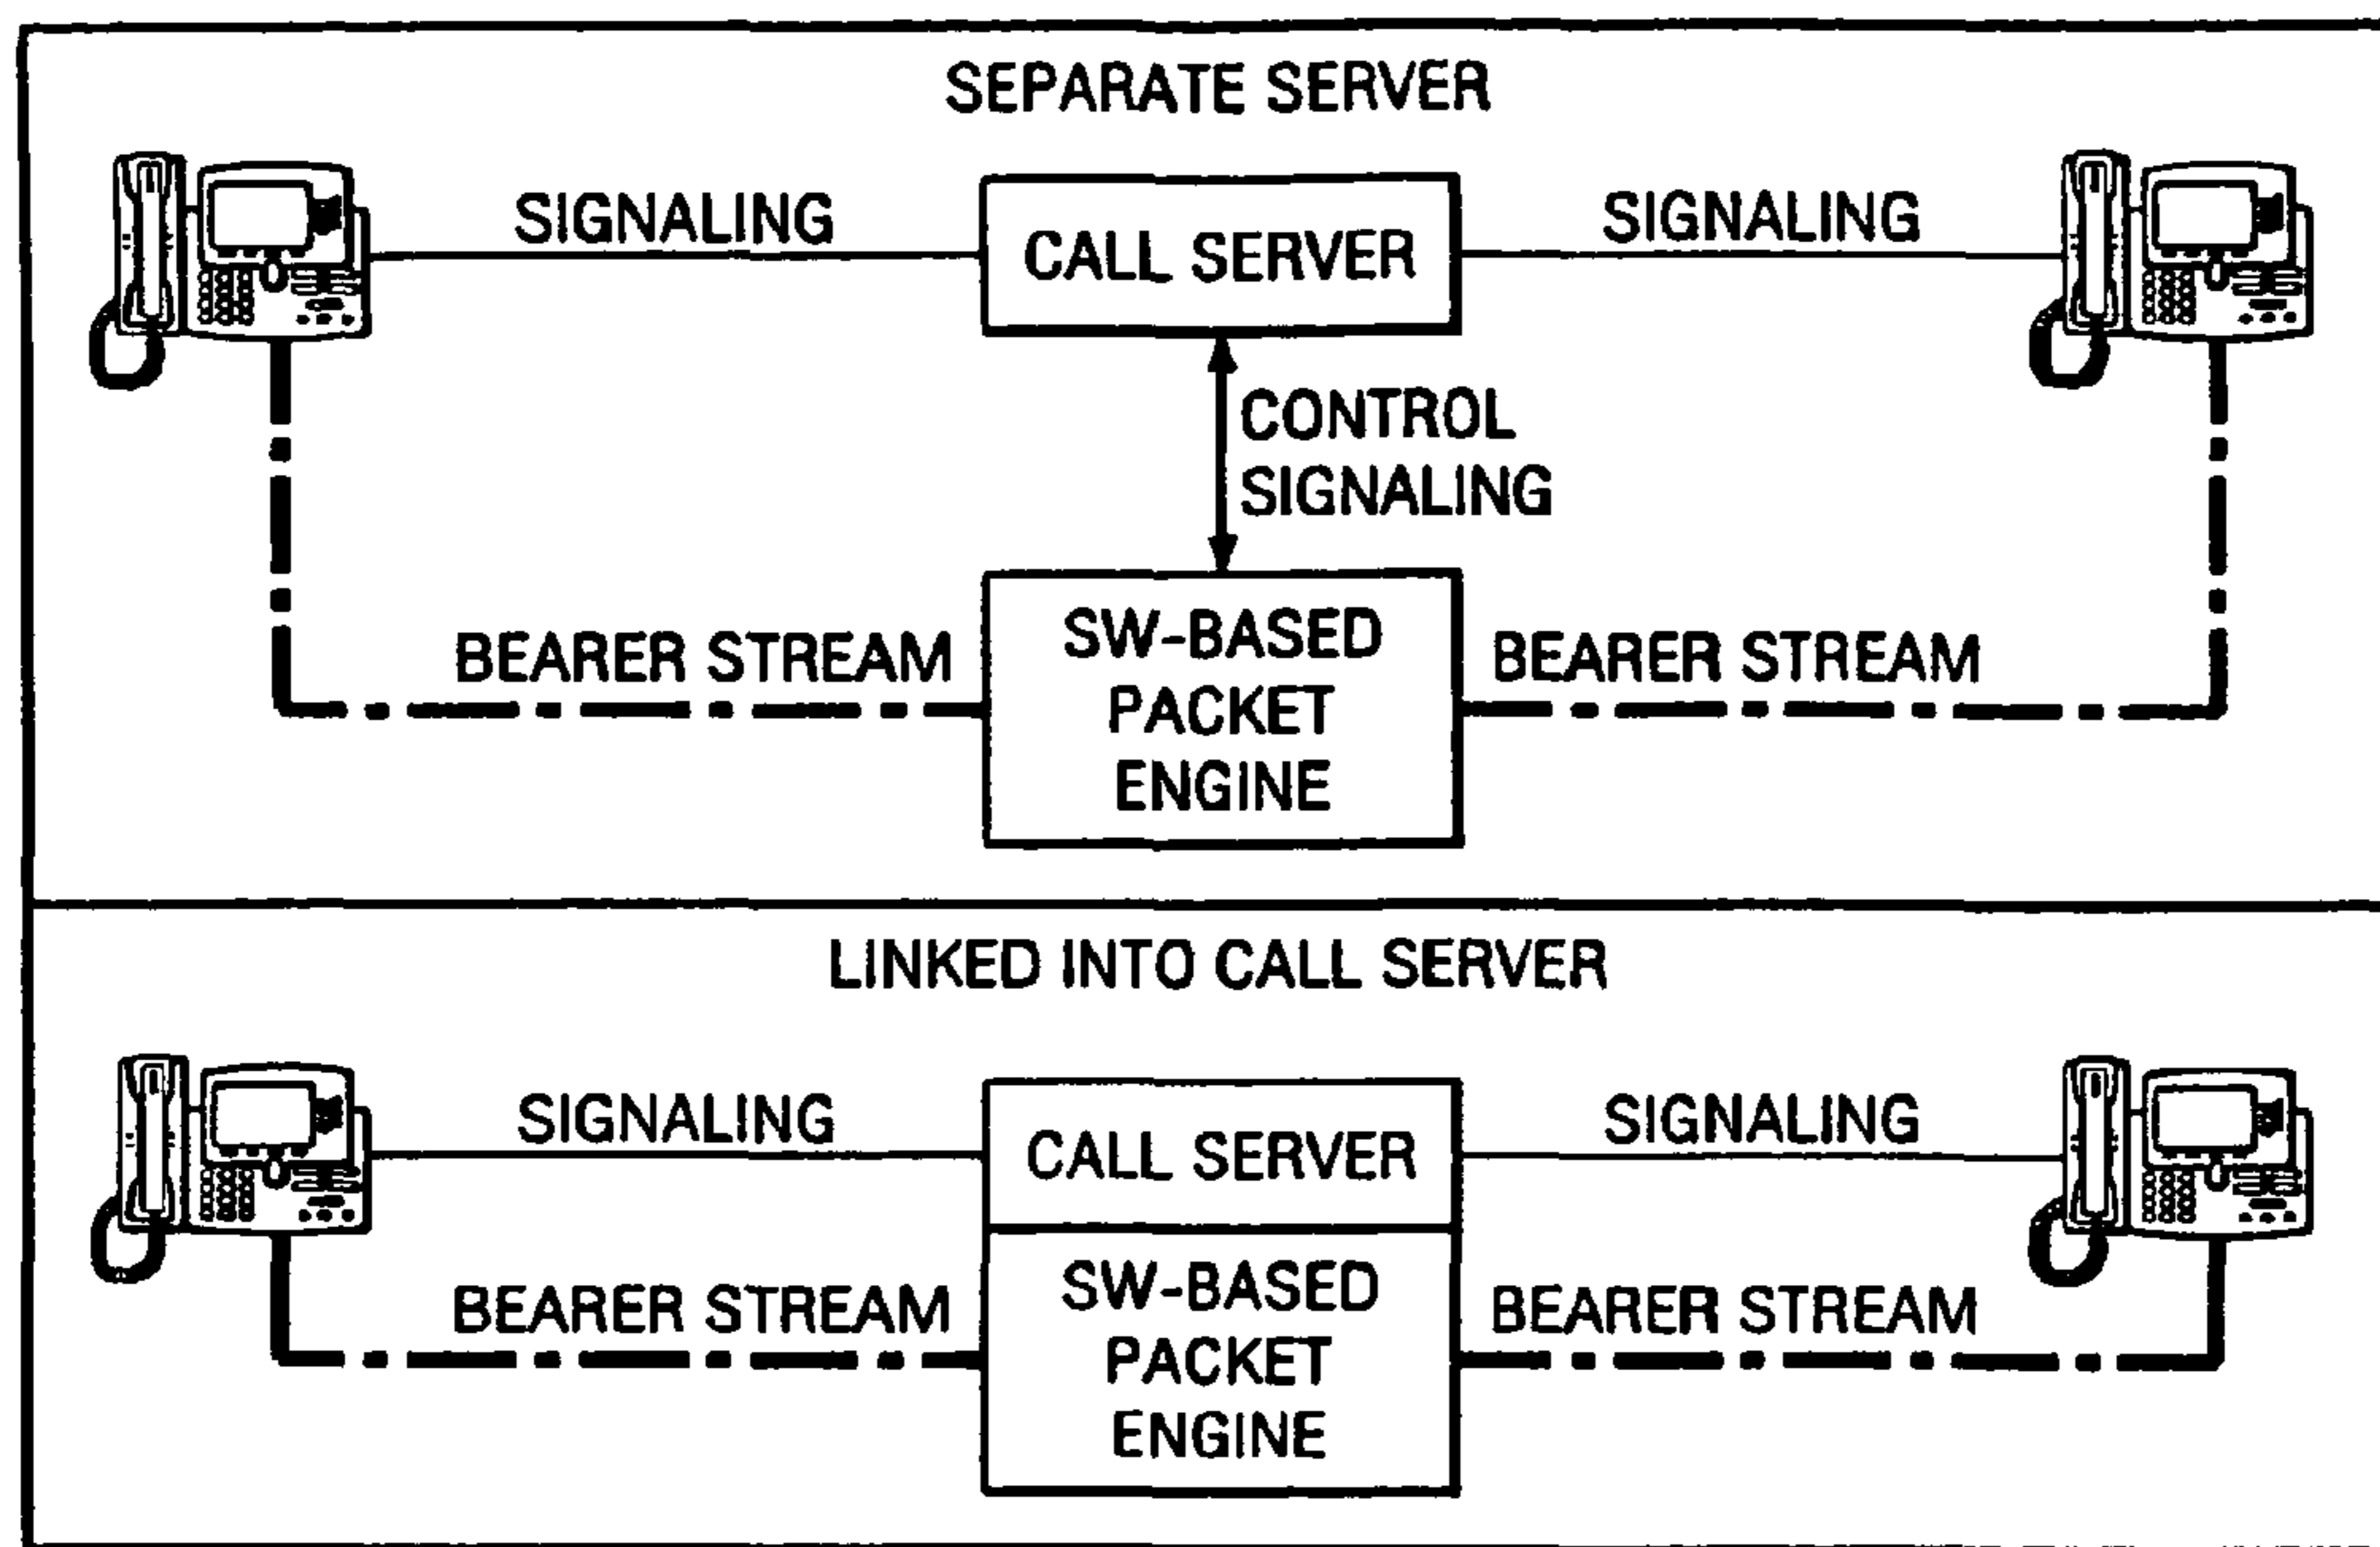 SEPARATE SERVER
SIGNALING
CALL SERVER
SIGNALING
CONTROL
SIGNALING
BEARER STREAM
SW-BASED
PACKET
ENGINE
BEARER STREAM
LINKED INTO CALL SERVER
SIGNALING
CALL SERVER
SIGNALING
BEARER STREAM
SW-BASED
PACKET
ENGINE
BEARER STREAM